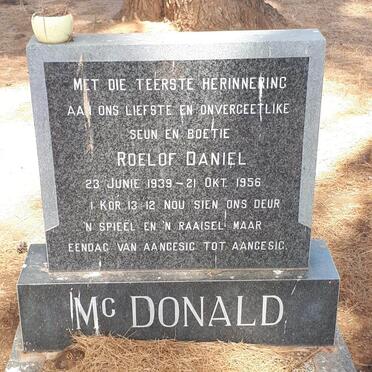 MET DIE TEERSTE HERINNERING
AAN ONS LIEFSTE EN ONVERGEETLIKE
SEUN EN BOETIE
ROELOF DANIEL
23 JUNIE 1939 – 21 OKT. 1956
1 KOR. 13-12 NOU SIEN ONS DEUR
'N SPIEEL EN 'N RAAISEL MAAR
EENDAG VAN AANGESIG TOT AANGESIG.
MC DONALD